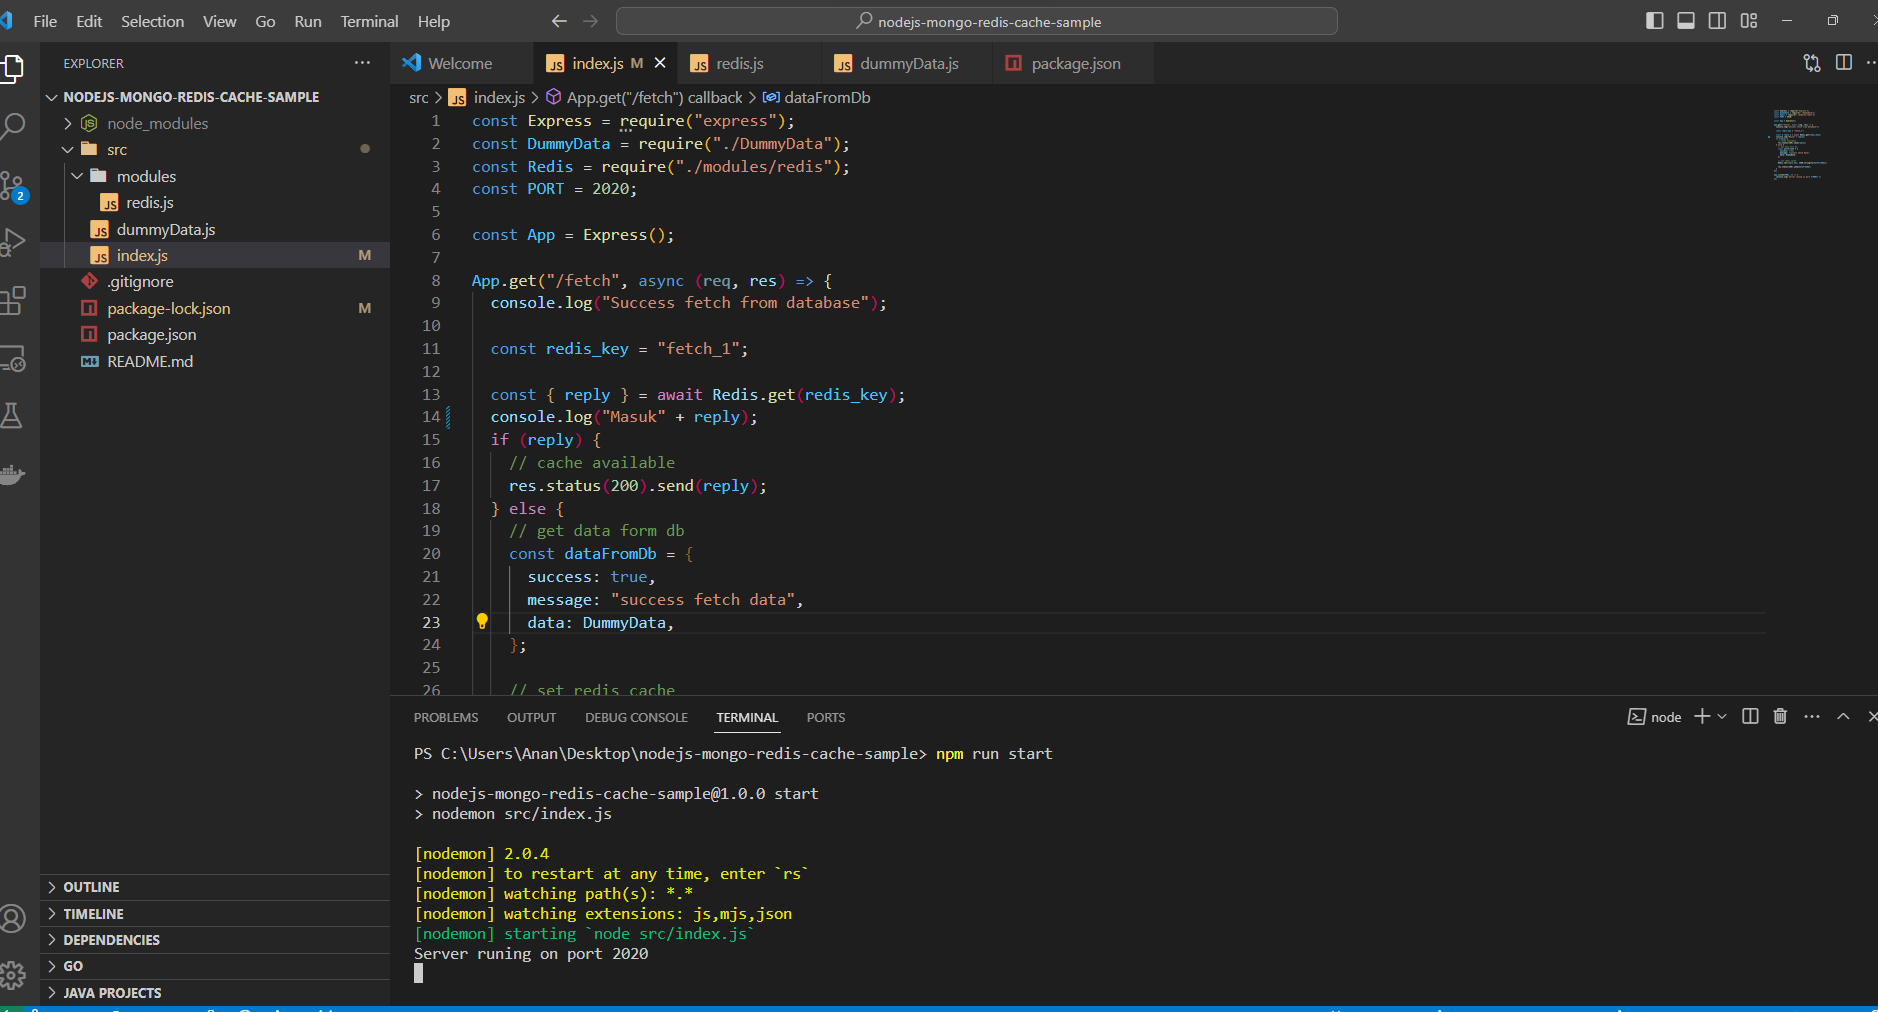 File Edit Selection View Go Run Terminal Help
nodejs-mongo-redis-cache-sample
EXPLORER
NODEJS-MONGO-REDIS-CACHE-SAMPLE
node_modules
src
modules
JS redis.js
JS dummyData.js
JS index.js M
.gitignore
package-lock.json M
package.json
README.md
2
OUTLINE
TIMELINE
DEPENDENCIES
GO
JAVA PROJECTS
Welcome
JS index.js M
JS redis.js
JS dummyData.js
package.json
src > JS index.js > App.get("/fetch") callback > dataFromDb
1 const Express = require("express");
2 const DummyData = require("./DummyData");
3 const Redis = require("./modules/redis");
4 const PORT = 2020;
5
6 const App = Express();
7
8 App.get("/fetch", async (req, res) => {
9 console.log("Success fetch from database");
10
11 const redis_key = "fetch_1";
12
13 const { reply } = await Redis.get(redis_key);
14 console.log("Masuk" + reply);
15 if (reply) {
16 // cache available
17 res.status(200).send(reply);
18 } else {
19 // get data form db
20 const dataFromDb = {
21 success: true,
22 message: "success fetch data",
23 data: DummyData,
24 };
25
26 // set redis cache
PROBLEMS OUTPUT DEBUG CONSOLE TERMINAL PORTS
node
PS C:\Users\Anan\Desktop\nodejs-mongo-redis-cache-sample> npm run start
> nodejs-mongo-redis-cache-sample@1.0.0 start
> nodemon src/index.js
[nodemon] 2.0.4
[nodemon] to restart at any time, enter `rs`
[nodemon] watching path(s): *.*
[nodemon] watching extensions: js,mjs,json
[nodemon] starting `node src/index.js`
Server runing on port 2020